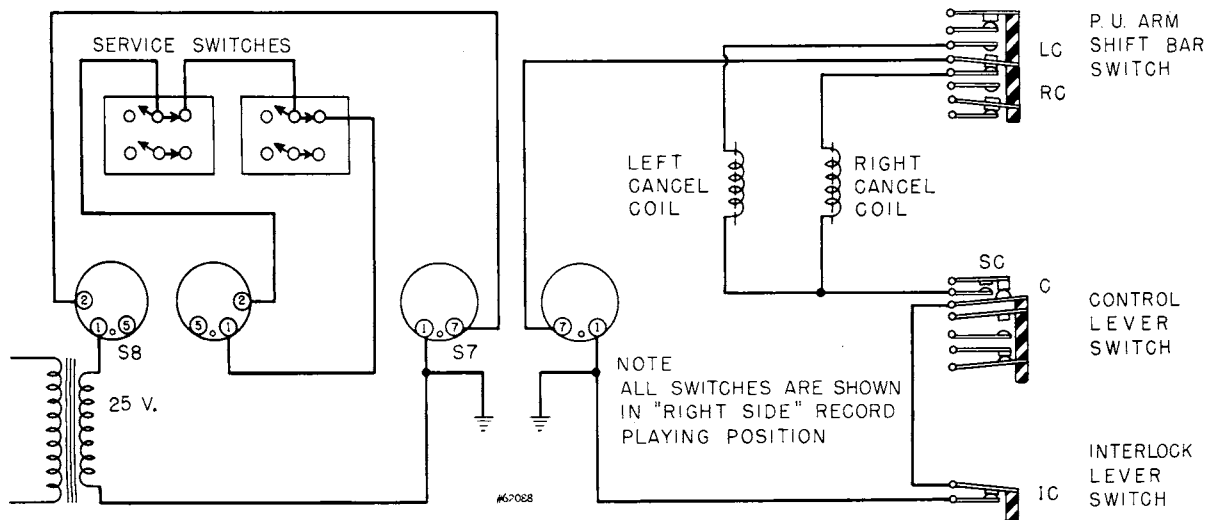 SERVICE SWITCHES
2
1
5
S8
5
1
2
25 V.
1
7
S7
7
1
LEFT
CANCEL
COIL
RIGHT
CANCEL
COIL
LC
RC
P. U. ARM
SHIFT BAR
SWITCH
SC
C
CONTROL
LEVER
SWITCH
NOTE
ALL SWITCHES ARE SHOWN
IN "RIGHT SIDE" RECORD
PLAYING POSITION
IC
INTERLOCK
LEVER
SWITCH
#62088